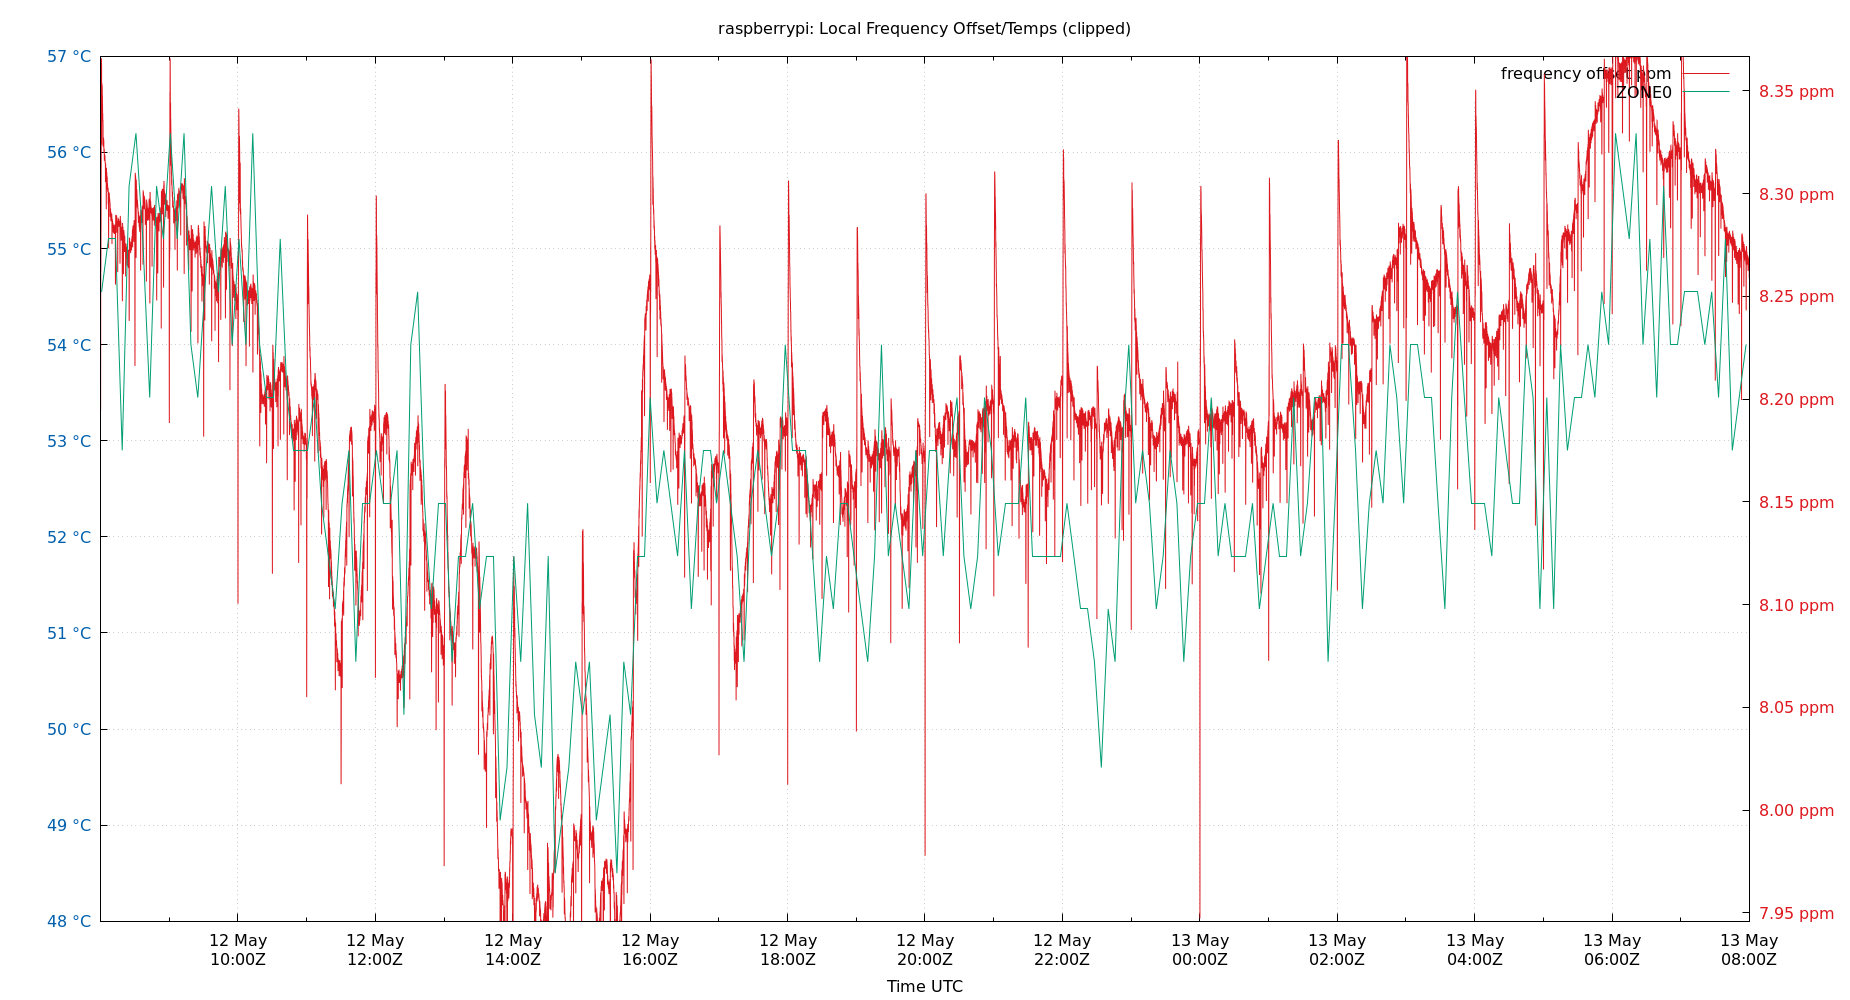 raspberrypi: Local Frequency Offset/Temps (clipped)
frequency offset ppm
ZONE0
57 °C
56 °C
55 °C
54 °C
53 °C
52 °C
51 °C
50 °C
49 °C
48 °C
8.35 ppm
8.30 ppm
8.25 ppm
8.20 ppm
8.15 ppm
8.10 ppm
8.05 ppm
8.00 ppm
7.95 ppm
12 May
10:00Z
12 May
12:00Z
12 May
14:00Z
12 May
16:00Z
12 May
18:00Z
12 May
20:00Z
12 May
22:00Z
13 May
00:00Z
13 May
02:00Z
13 May
04:00Z
13 May
06:00Z
13 May
08:00Z
Time UTC